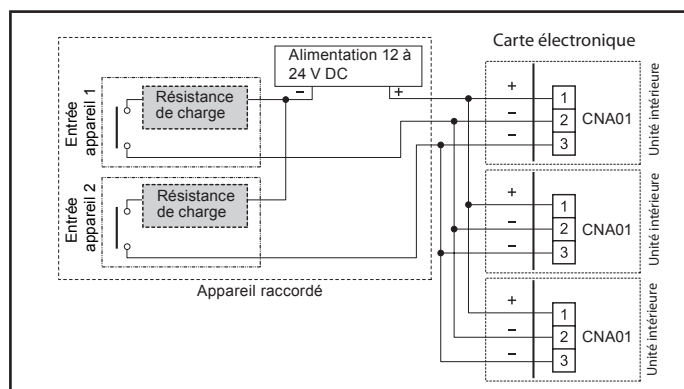 Alimentation 12 à
24 V DC
Carte électronique
Entrée
appareil 1
Résistance
de charge
−
+
Entrée
appareil 2
Résistance
de charge
Appareil raccordé
+
−
−
1
2
3
CNA01
Unité intérieure
+
−
−
1
2
3
CNA01
Unité intérieure
+
−
−
1
2
3
CNA01
Unité intérieure